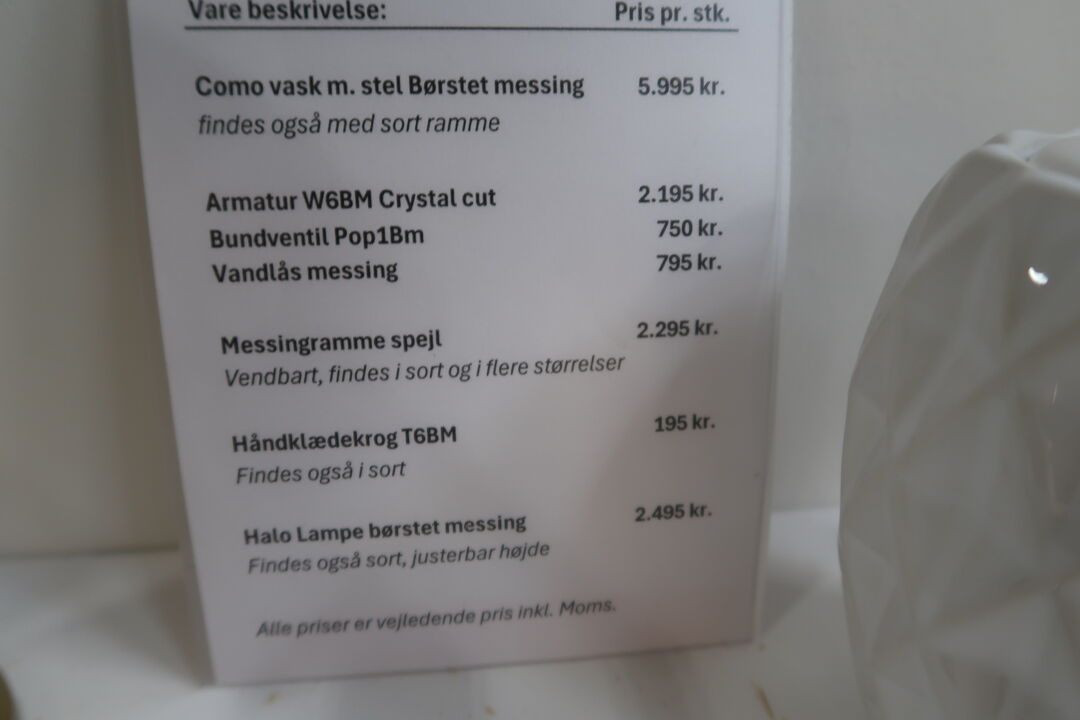 Vare beskrivelse: Pris pr. stk.
Como vask m. stel Børstet messing 5.995 kr.
findes også med sort ramme
Armatur W6BM Crystal cut 2.195 kr.
Bundventil Pop1Bm 750 kr.
Vandlås messing 795 kr.
Messingramme spejl 2.295 kr.
Vendbart, findes i sort og i flere størrelser
Håndklædekrog T6BM 195 kr.
Findes også i sort
Halo Lampe børstet messing 2.495 kr.
Findes også sort, justerbar højde
Alle priser er vejledende pris inkl. Moms.